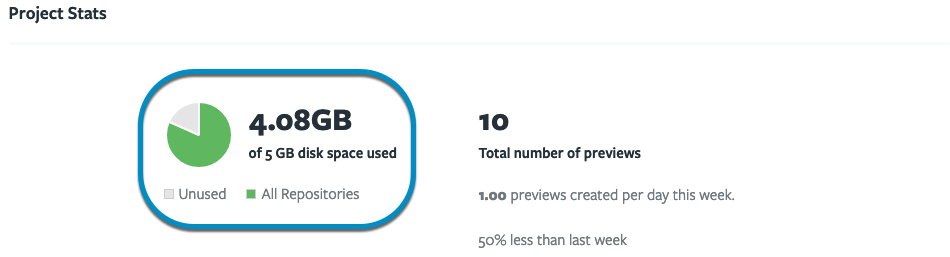 Project Stats
4.08GB
of 5 GB disk space used
Unused All Repositories
10
Total number of previews
1.00 previews created per day this week.
50% less than last week